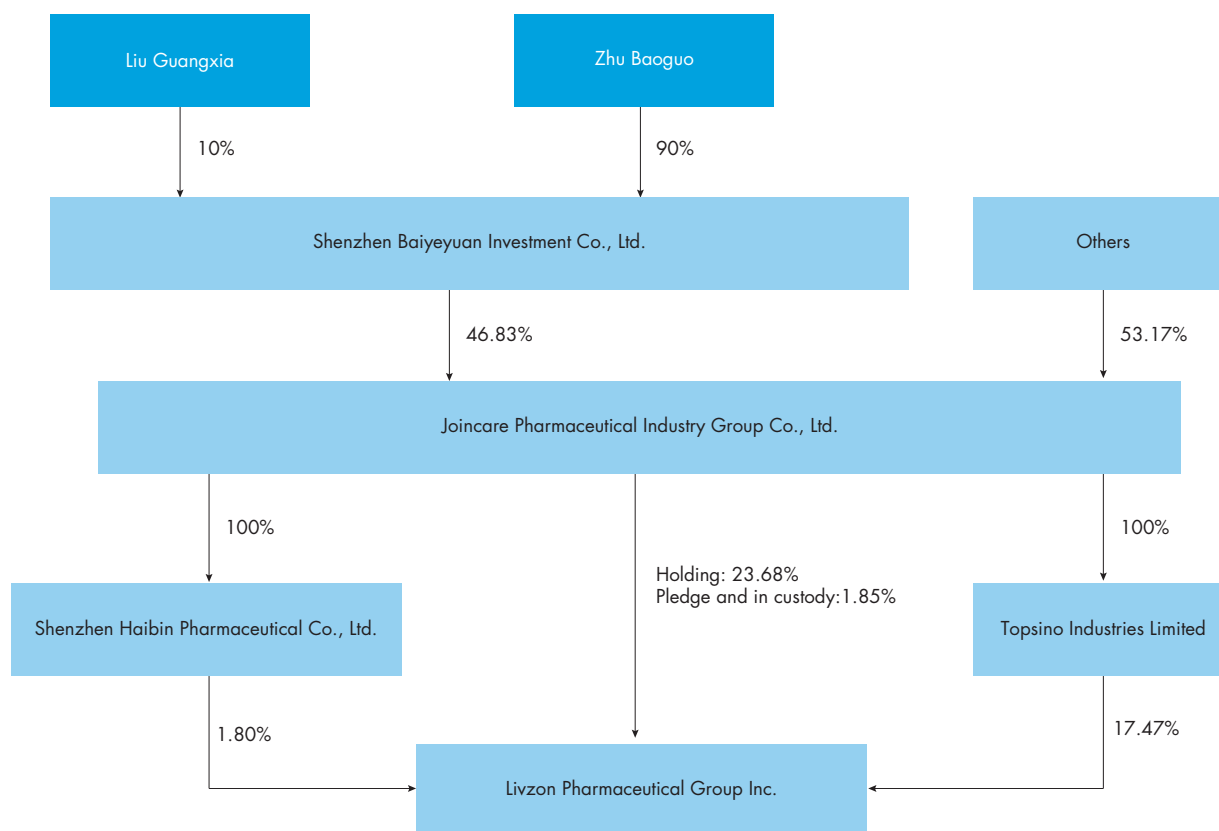 Liu Guangxia
Zhu Baoguo
10%
90%
Shenzhen Baiyeyuan Investment Co., Ltd.
Others
46.83%
53.17%
Joincare Pharmaceutical Industry Group Co., Ltd.
100%
100%
Holding: 23.68%
Pledge and in custody:1.85%
Shenzhen Haibin Pharmaceutical Co., Ltd.
Topsino Industries Limited
1.80%
17.47%
Livzon Pharmaceutical Group Inc.